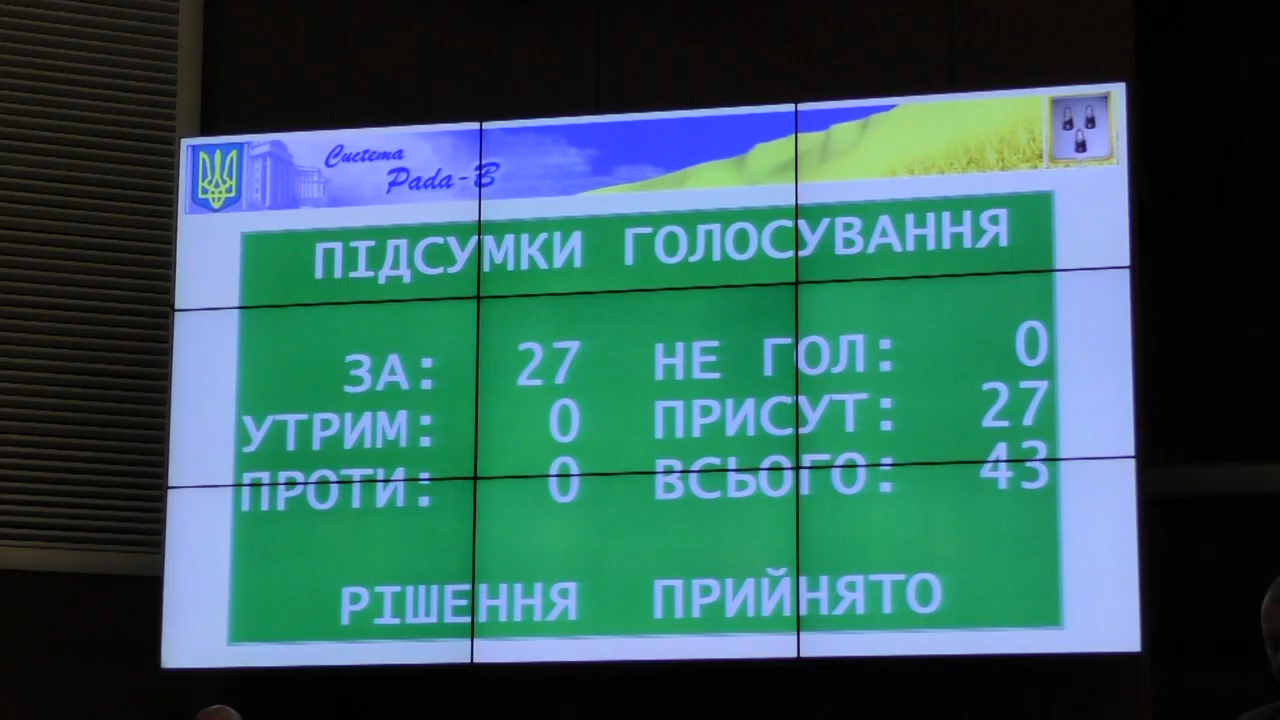 Система
Рада-В
ПІДСУМКИ ГОЛОСУВАННЯ
ЗА: 27 НЕ ГОЛ: 0
УТРИМ: 0 ПРИСУТ: 27
ПРОТИ: 0 ВСЬОГО: 43
РІШЕННЯ ПРИЙНЯТО